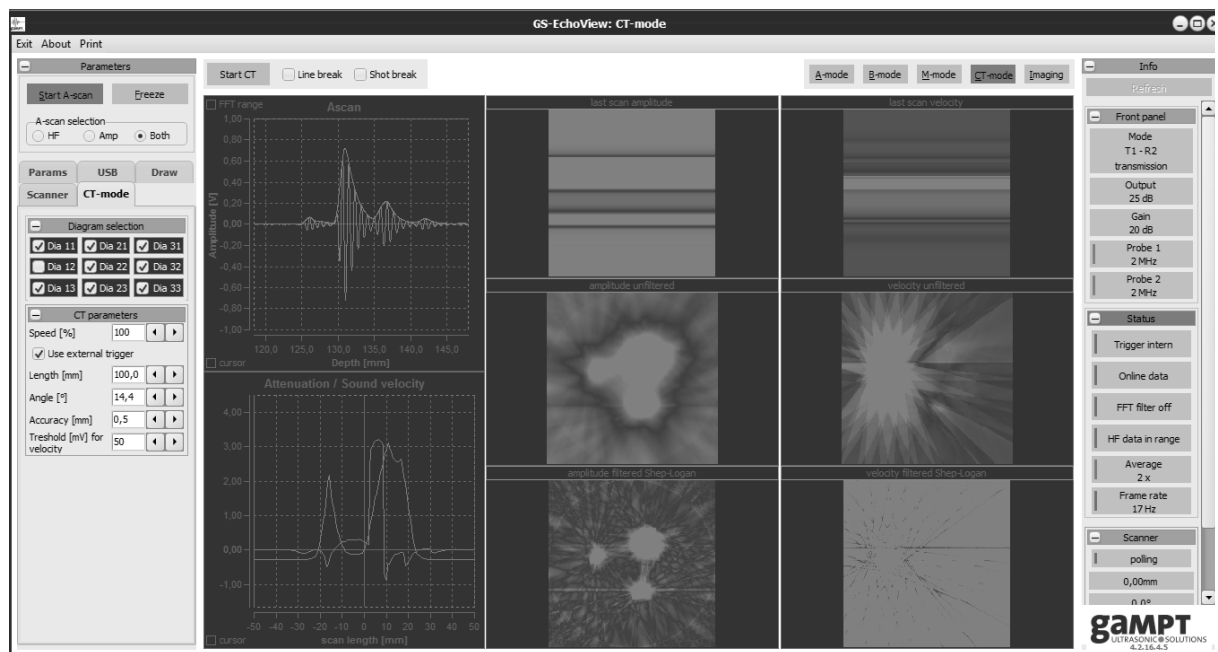 GS-EchoView: CT-mode
Exit About Print
Parameters
Start A-scan Freeze
A-scan selection
HF Amp Both
Params USB Draw
Scanner CT-mode
Diagram selection
Dia 11 Dia 21 Dia 31
Dia 12 Dia 22 Dia 32
Dia 13 Dia 23 Dia 33
CT parameters
Speed [%] 100
Use external trigger
Length [mm] 100,0
Angle [°] 14,4
Accuracy [mm] 0,5
Treshold [mV] for
velocity 50
Start CT Line break Shot break
A-mode B-mode M-mode CT-mode Imaging
FFT range Ascan
1,00
0,80
0,60
0,40
0,20
0,00
-0,20
-0,40
-0,60
-0,80
-1,00
Amplitude [V]
120,0 125,0 130,0 135,0 140,0 145,0
cursor Depth [mm]
Attenuation / Sound velocity
4,00
3,00
2,00
1,00
0,00
-1,00
-50 -40 -30 -20 -10 0 10 20 30 40 50
cursor scan length [mm]
last scan amplitude
last scan velocity
amplitude unfiltered
velocity unfiltered
amplitude filtered Shep-Logan
velocity filtered Shep-Logan
Info
Refresh
Front panel
Mode
T1 - R2
transmission
Output
25 dB
Gain
20 dB
Probe 1
2 MHz
Probe 2
2 MHz
Status
Trigger intern
Online data
FFT filter off
HF data in range
Average
2 x
Frame rate
17 Hz
Scanner
polling
0,00mm
0,0°
GAMPT
ULTRASONIC SOLUTIONS
4.2.16.4.5